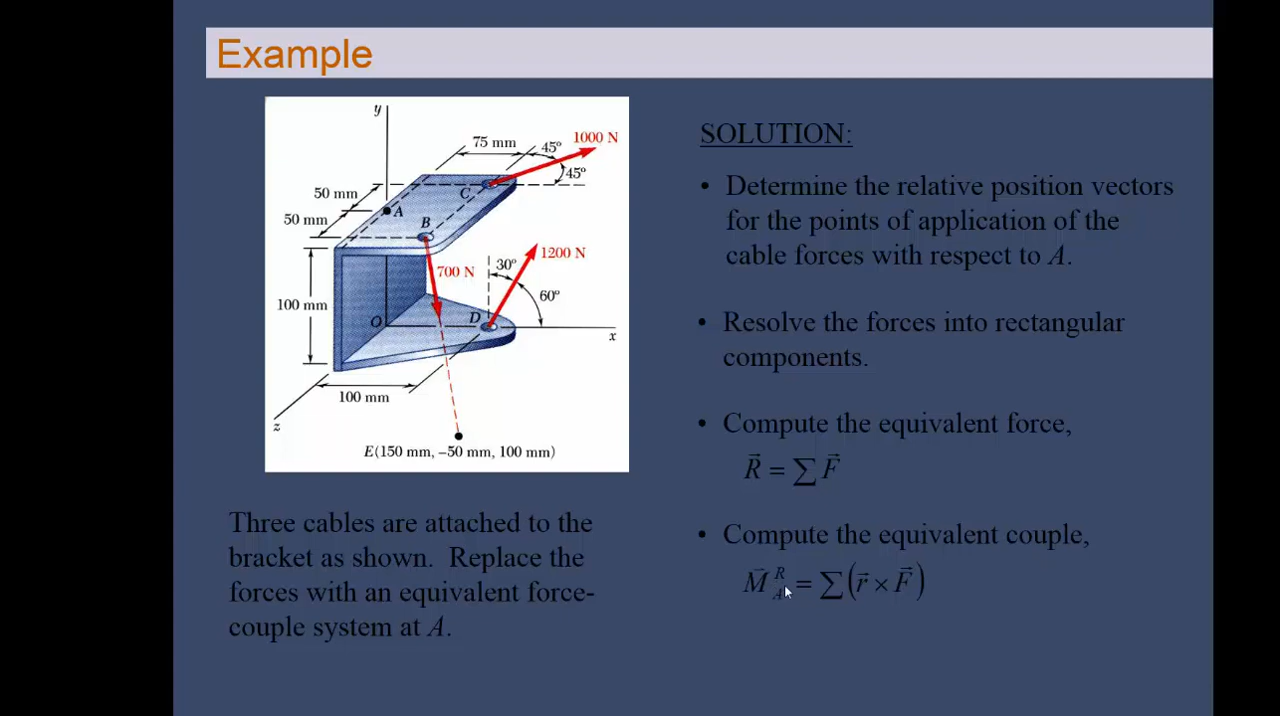 Example
y
75 mm
1000 N
45°
45°
C
50 mm
A
50 mm
B
700 N
1200 N
30°
60°
100 mm
O
D
x
100 mm
z
E(150 mm, –50 mm, 100 mm)
Three cables are attached to the
bracket as shown. Replace the
forces with an equivalent force-
couple system at A.
SOLUTION:
• Determine the relative position vectors
for the points of application of the
cable forces with respect to A.
• Resolve the forces into rectangular
components.
• Compute the equivalent force,
R⃗ = ∑ F⃗
• Compute the equivalent couple,
M⃗ᴿ_A = ∑ (r⃗ × F⃗)